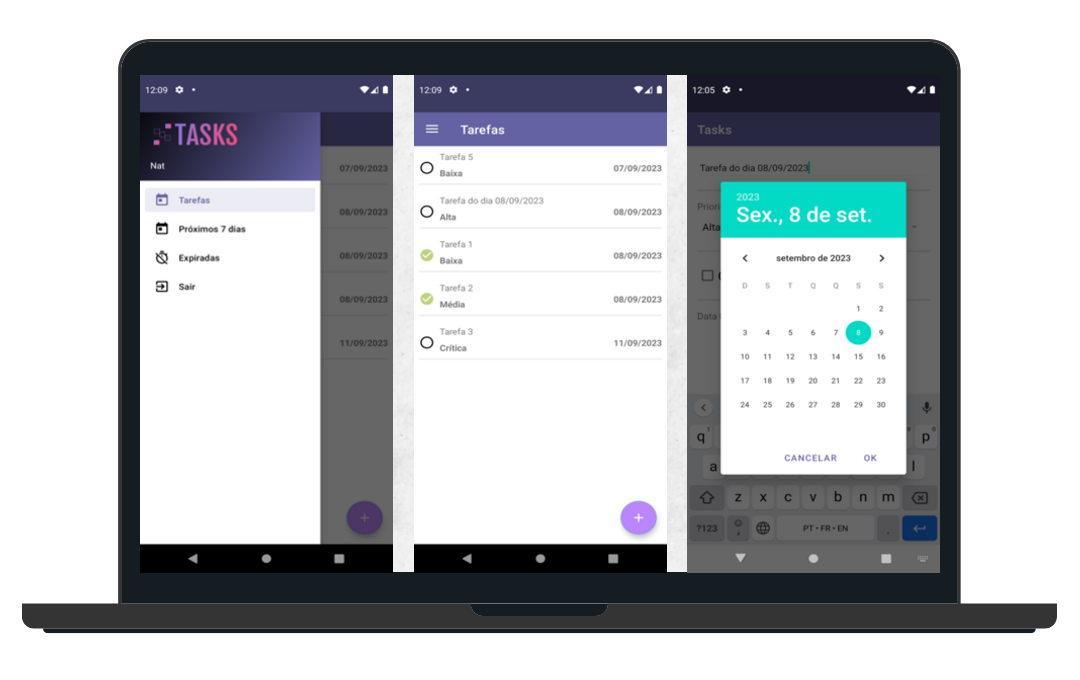 12:09
TASKS
Nat
Tarefas
Próximos 7 dias
Expiradas
Sair
07/09/2023
08/09/2023
08/09/2023
08/09/2023
11/09/2023
+
12:09
Tarefas
Tarefa 5
Baixa
07/09/2023
Tarefa do dia 08/09/2023
Alta
08/09/2023
Tarefa 1
Baixa
08/09/2023
Tarefa 2
Média
08/09/2023
Tarefa 3
Crítica
11/09/2023
+
12:05
Tasks
Tarefa do dia 08/09/2023
Alta
Data
2023
Sex., 8 de set.
setembro de 2023
D S T Q Q S S
1 2
3 4 5 6 7 8 9
10 11 12 13 14 15 16
17 18 19 20 21 22 23
24 25 26 27 28 29 30
CANCELAR OK
q 1 p 0
a l
z x c v b n m
?123 , PT • FR • EN .